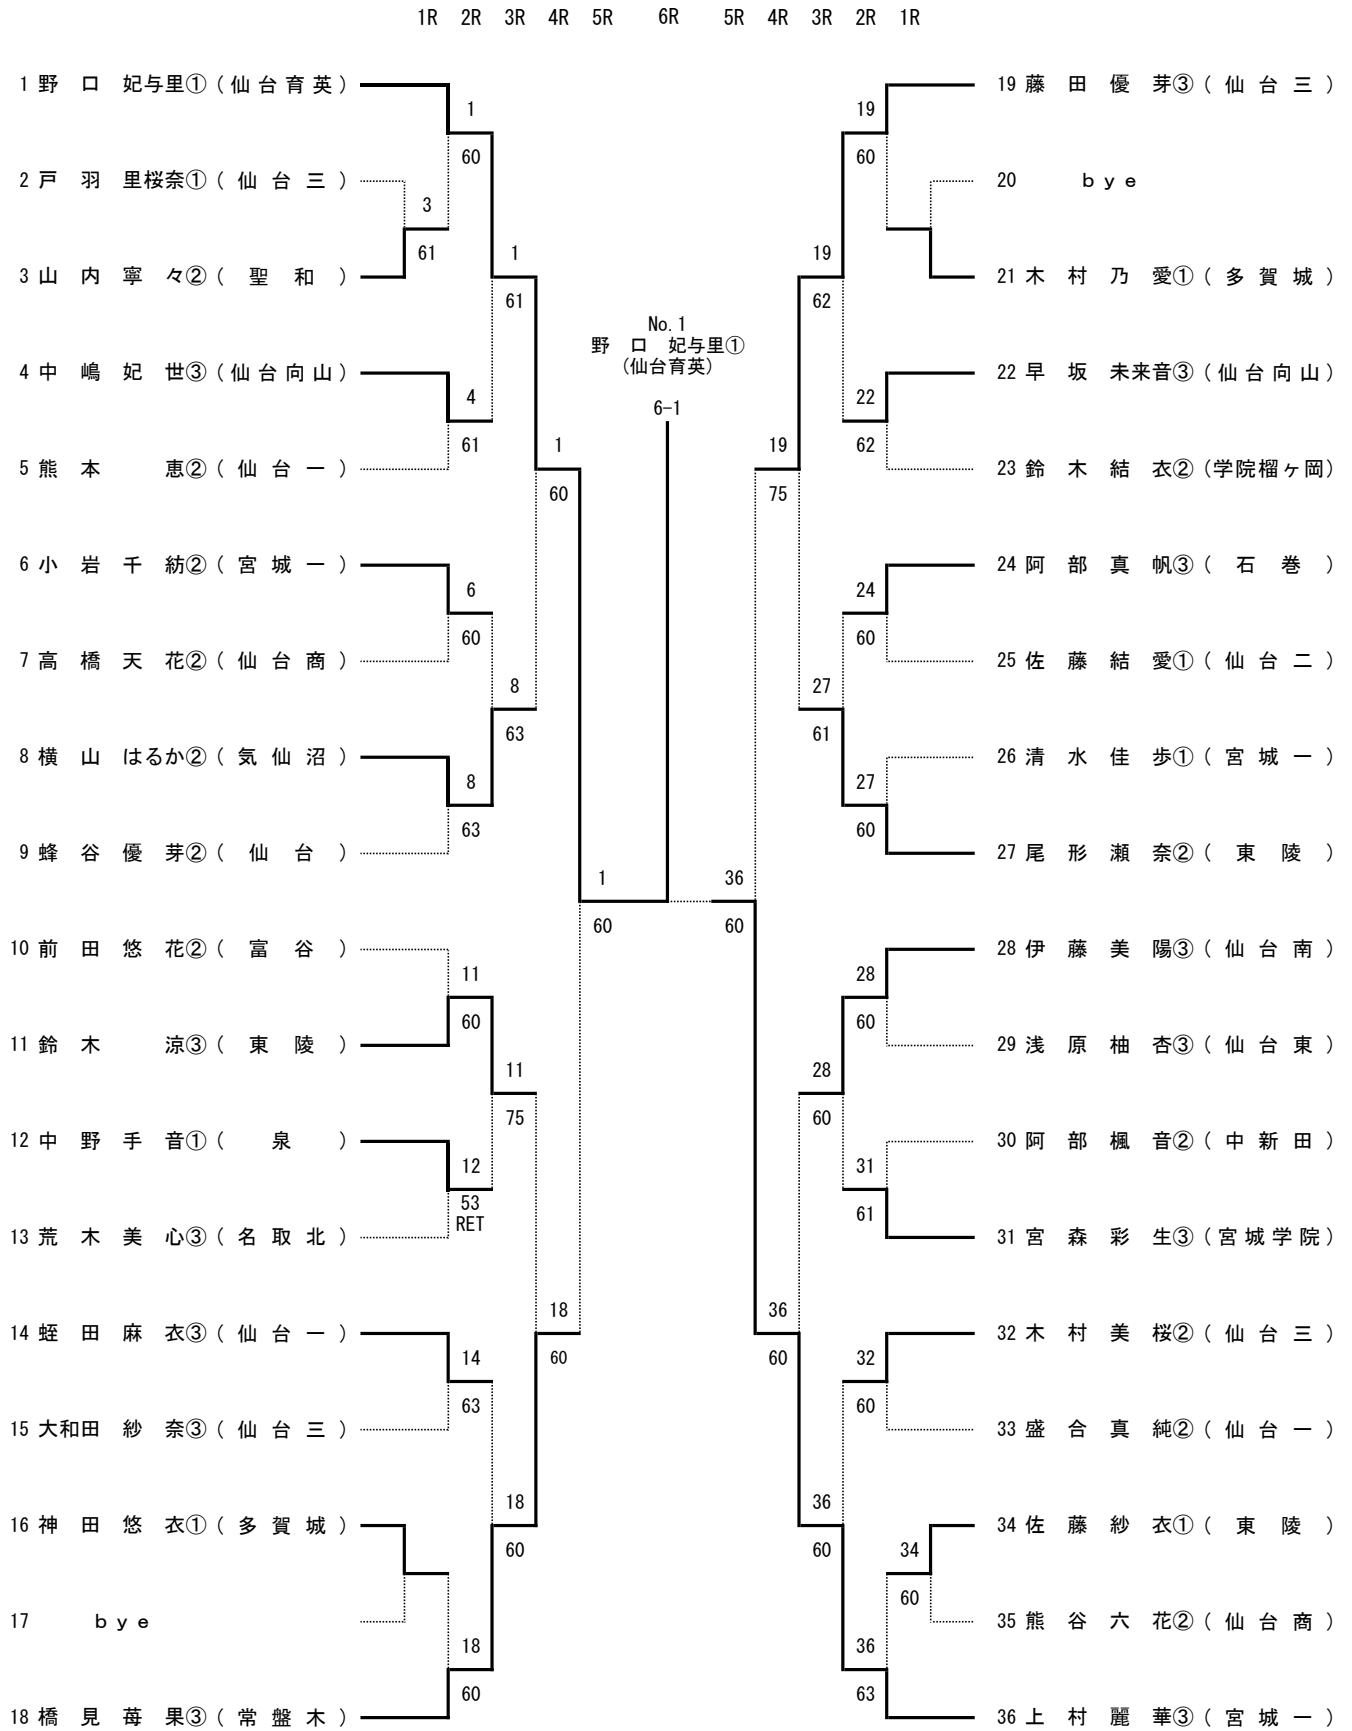 1R 2R 3R 4R 5R 6R 5R 4R 3R 2R 1R
1 野 口 妃与里① ( 仙 台 育 英 )
19 藤 田 優 芽③ ( 仙 台 三 )
1
19
60
60
2 戸 羽 里桜奈① ( 仙 台 三 )
20 ｂｙｅ
3
61
1
19
3 山 内 寧 々② ( 聖 和 )
21 木 村 乃 愛① ( 多 賀 城 )
61
62
No.1
野 口 妃与里①
(仙台育英)
4 中 嶋 妃 世③ ( 仙 台 向 山 )
22 早 坂 未来音③ ( 仙 台 向 山 )
4
6-1
22
61
1
19
62
5 熊 本 恵② ( 仙 台 一 )
23 鈴 木 結 衣② (学院榴ヶ岡)
60
75
6 小 岩 千 紡② ( 宮 城 一 )
24 阿 部 真 帆③ ( 石 巻 )
6
24
60
60
7 高 橋 天 花② ( 仙 台 商 )
25 佐 藤 結 愛① ( 仙 台 二 )
8
27
63
61
8 横 山 はるか② ( 気 仙 沼 )
26 清 水 佳 歩① ( 宮 城 一 )
8
27
63
60
9 蜂 谷 優 芽② ( 仙 台 )
27 尾 形 瀬 奈② ( 東 陵 )
1
36
60
60
10 前 田 悠 花② ( 富 谷 )
28 伊 藤 美 陽③ ( 仙 台 南 )
11
28
60
60
11 鈴 木 涼③ ( 東 陵 )
29 浅 原 柚 杏③ ( 仙 台 東 )
11
28
75
60
12 中 野 手 音① ( 泉 )
30 阿 部 楓 音② ( 中 新 田 )
12
31
53
RET
61
13 荒 木 美 心③ ( 名 取 北 )
31 宮 森 彩 生③ ( 宮 城 学 院 )
18
36
14 蛭 田 麻 衣③ ( 仙 台 一 )
32 木 村 美 桜② ( 仙 台 三 )
14
60
60
32
63
60
15 大和田 紗 奈③ ( 仙 台 三 )
33 盛 合 真 純② ( 仙 台 一 )
18
36
16 神 田 悠 衣① ( 多 賀 城 )
34 佐 藤 紗 衣① ( 東 陵 )
60
60
34
60
17 ｂｙｅ
35 熊 谷 六 花② ( 仙 台 商 )
18
36
60
63
18 橋 見 苺 果③ ( 常 盤 木 )
36 上 村 麗 華③ ( 宮 城 一 )